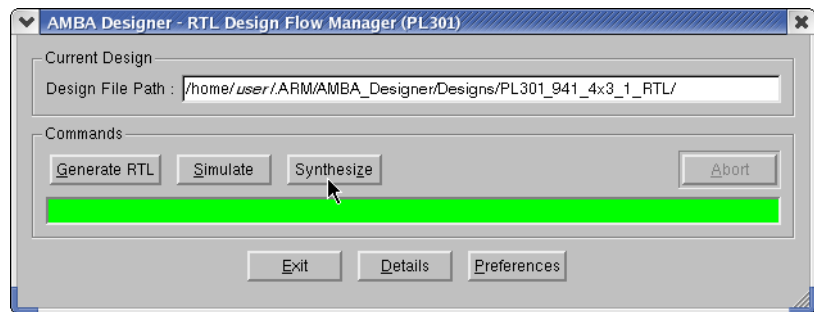 AMBA Designer - RTL Design Flow Manager (PL301)
Current Design
Design File Path : /home/user/.ARM/AMBA_Designer/Designs/PL301_941_4x3_1_RTL/
Commands
Generate RTL Simulate Synthesize Abort
Exit Details Preferences